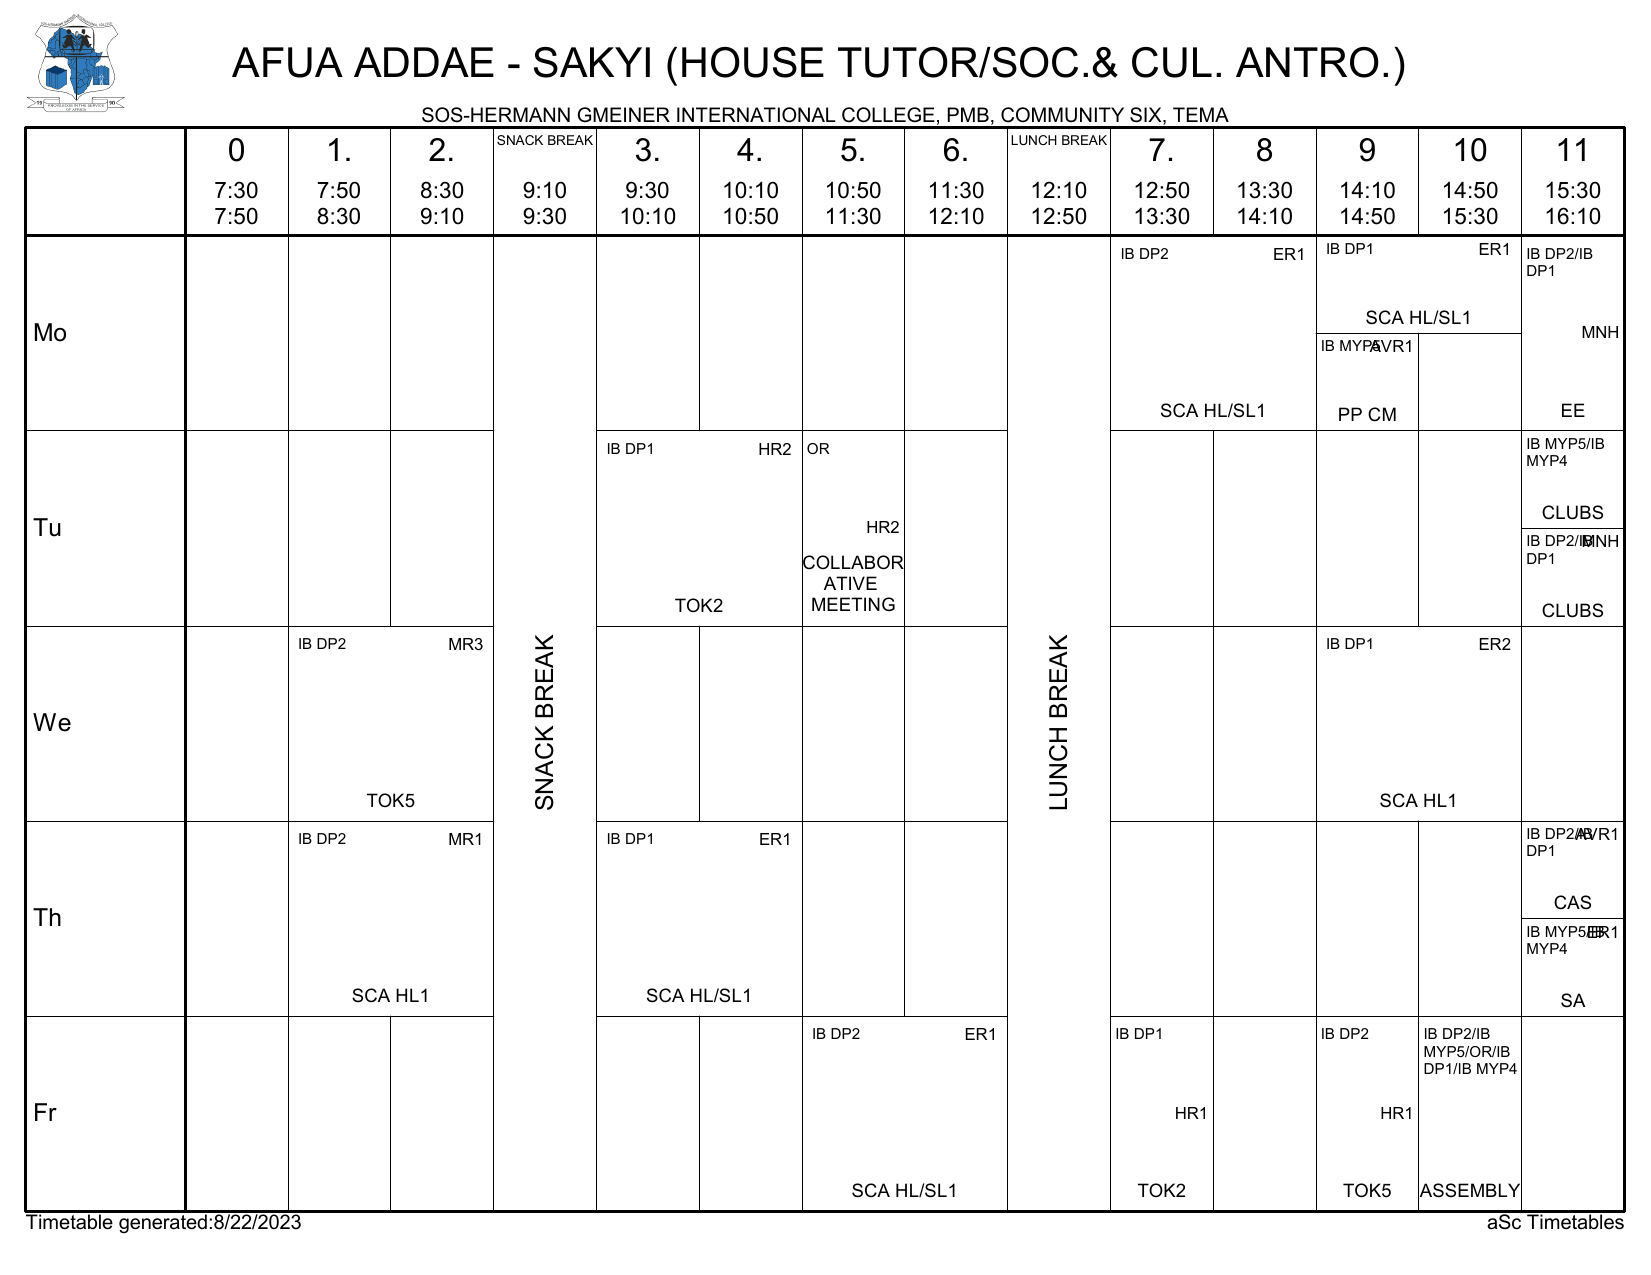 AFUA ADDAE - SAKYI (HOUSE TUTOR/SOC.& CUL. ANTRO.)
SOS-HERMANN GMEINER INTERNATIONAL COLLEGE, PMB, COMMUNITY SIX, TEMA
0 1. 2. SNACK BREAK 3. 4. 5. 6. LUNCH BREAK 7. 8 9 10 11
7:30 7:50 8:30 9:10 9:30 10:10 10:50 11:30 12:10 12:50 13:30 14:10 14:50 15:30
7:50 8:30 9:10 9:30 10:10 10:50 11:30 12:10 12:50 13:30 14:10 14:50 15:30 16:10
Mo
IB DP2 ER1
SCA HL/SL1
IB DP1 ER1
SCA HL/SL1
IB MYP5 AVR1
PP CM
IB DP2/IB
DP1
MNH
EE
Tu
IB DP1 HR2
TOK2
OR
HR2
COLLABOR
ATIVE
MEETING
IB MYP5/IB
MYP4
CLUBS
IB DP2/IB MNH
DP1
CLUBS
SNACK BREAK
LUNCH BREAK
We
IB DP2 MR3
TOK5
IB DP1 ER2
SCA HL1
Th
IB DP2 MR1
SCA HL1
IB DP1 ER1
SCA HL/SL1
IB DP2/IB AVR1
DP1
CAS
IB MYP5/IB ER1
MYP4
SA
Fr
IB DP2 ER1
SCA HL/SL1
IB DP1
HR1
TOK2
IB DP2
HR1
TOK5
IB DP2/IB
MYP5/OR/IB
DP1/IB MYP4
ASSEMBLY
Timetable generated:8/22/2023
aSc Timetables